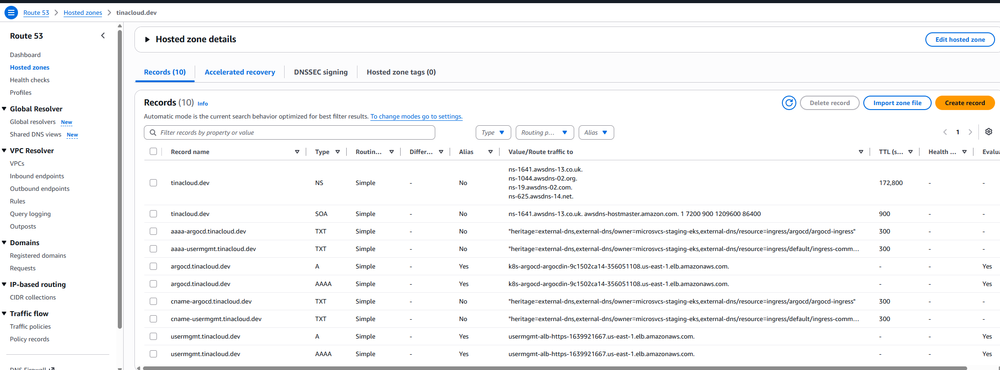 Route 53 > Hosted zones > tinacloud.dev
Route 53
Dashboard
Hosted zones
Health checks
Profiles
Global Resolver
Global resolvers New
Shared DNS views New
VPC Resolver
VPCs
Inbound endpoints
Outbound endpoints
Rules
Query logging
Outposts
Domains
Registered domains
Requests
IP-based routing
CIDR collections
Traffic flow
Traffic policies
Policy records
DNS Firewall
Hosted zone details
Edit hosted zone
Records (10) Accelerated recovery DNSSEC signing Hosted zone tags (0)
Records (10) Info
Delete record Import zone file Create record
Automatic mode is the current search behavior optimized for best filter results. To change modes go to settings.
Filter records by property or value Type Routing p... Alias 1
Record name Type Routin... Differ... Alias Value/Route traffic to TTL (s... Health ... Evalua
tinacloud.dev NS Simple - No ns-1641.awsdns-13.co.uk. 172,800 - -
ns-1044.awsdns-02.org.
ns-19.awsdns-02.com.
ns-625.awsdns-14.net.
tinacloud.dev SOA Simple - No ns-1641.awsdns-13.co.uk. awsdns-hostmaster.amazon.com. 1 7200 900 1209600 86400 900 - -
aaaa-argocd.tinacloud.dev TXT Simple - No "heritage=external-dns,external-dns/owner=microsvcs-staging-eks,external-dns/resource=ingress/argocd/argocd-ingress" 300 - -
aaaa-usermgmt.tinacloud.dev TXT Simple - No "heritage=external-dns,external-dns/owner=microsvcs-staging-eks,external-dns/resource=ingress/default/ingress-comm... 300 - -
argocd.tinacloud.dev A Simple - Yes k8s-argocd-argocdin-9c1502ca14-356051108.us-east-1.elb.amazonaws.com. - - Yes
argocd.tinacloud.dev AAAA Simple - Yes k8s-argocd-argocdin-9c1502ca14-356051108.us-east-1.elb.amazonaws.com. - - Yes
cname-argocd.tinacloud.dev TXT Simple - No "heritage=external-dns,external-dns/owner=microsvcs-staging-eks,external-dns/resource=ingress/argocd/argocd-ingress" 300 - -
cname-usermgmt.tinacloud.dev TXT Simple - No "heritage=external-dns,external-dns/owner=microsvcs-staging-eks,external-dns/resource=ingress/default/ingress-comm... 300 - -
usermgmt.tinacloud.dev A Simple - Yes usermgmt-alb-https-1639921667.us-east-1.elb.amazonaws.com. - - Yes
usermgmt.tinacloud.dev AAAA Simple - Yes usermgmt-alb-https-1639921667.us-east-1.elb.amazonaws.com. - - Yes